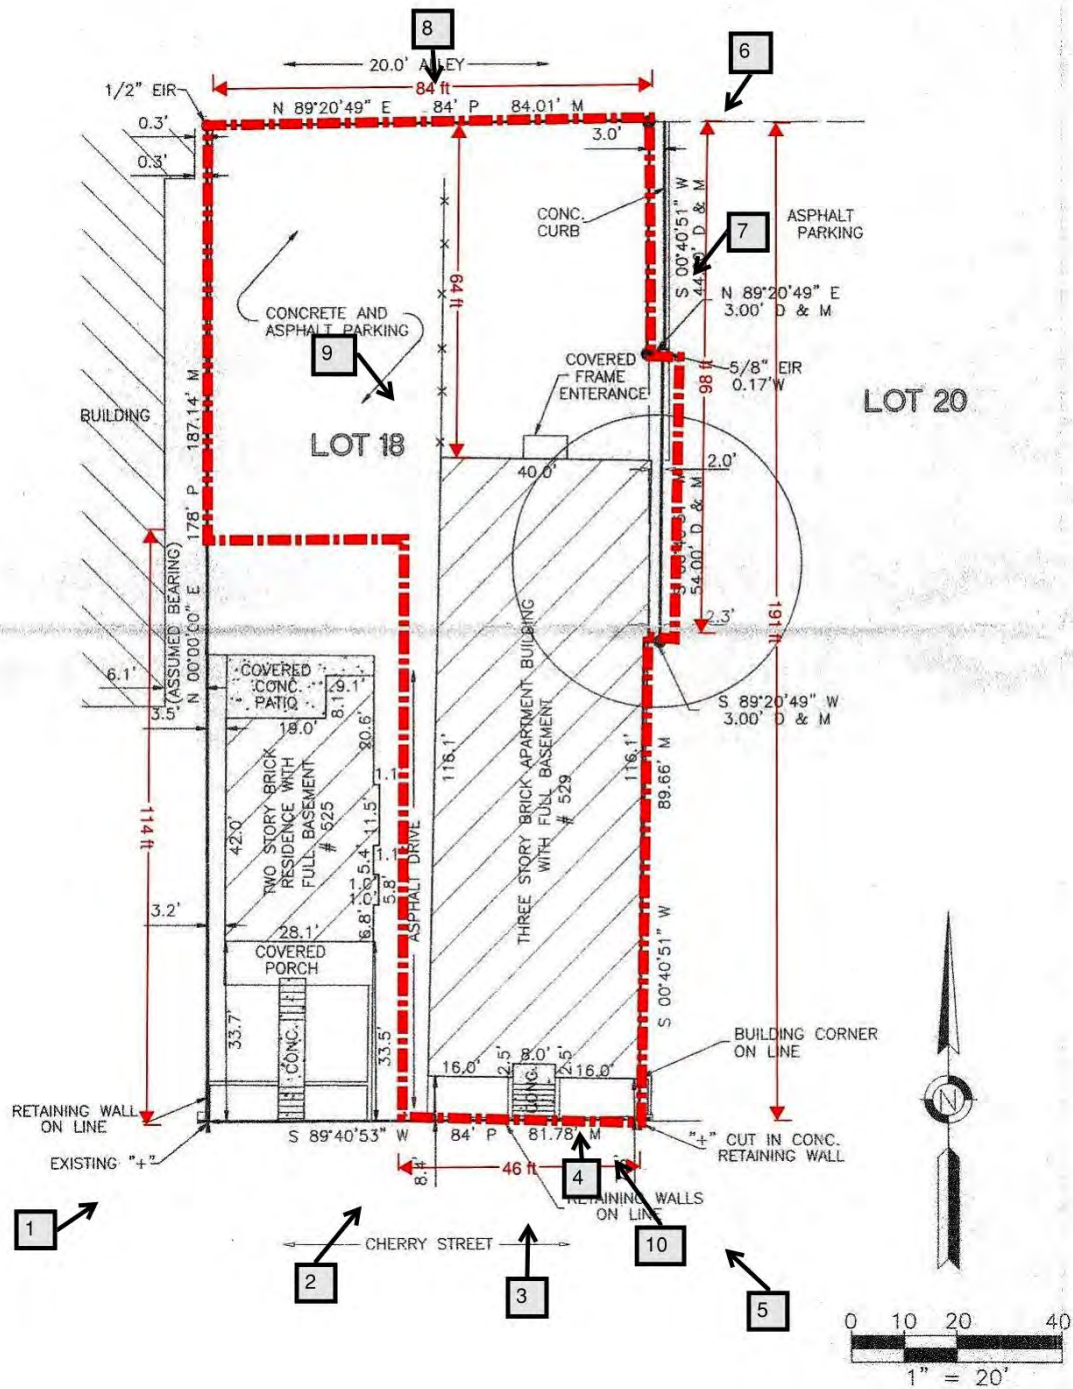 8
6
20.0' ALLEY
84 ft
1/2" EIR
N 89°20'49" E 84' P 84.01' M
0.3'
3.0'
0.3'
CONC.
CURB
S 00°40'51" W
D & M
7
ASPHALT
PARKING
64 ft
N 89°20'49" E
3.00' D & M
CONCRETE AND
ASPHALT PARKING
9
COVERED
FRAME
ENTERANCE
98 ft
5/8" EIR
0.17'W
BUILDING
LOT 18
LOT 20
178' P 187.14' M
N 00°00'00" E
(ASSUMED BEARING)
40.0'
2.0'
54.00' D & M
2.3'
191 ft
S 89°20'49" W
3.00' D & M
6.1'
3.5'
COVERED
CONC.
PATIO
9.1'
8.1'
19.0'
20.6'
TWO STORY BRICK
RESIDENCE WITH
FULL BASEMENT
# 525
1.1'
11.5'
5.4'
1.1'
1.0'
1.0'
5.8'
6.8'
42.0'
114 ft
ASPHALT DRIVE
116.1'
THREE STORY BRICK APARTMENT BUILDING
WITH FULL BASEMENT
# 529
116.1'
89.66' M
S 00°40'51" W
3.2'
28.1'
COVERED
PORCH
33.7'
CONC.
33.5'
16.0'
2.5'
8.0'
2.5'
16.0'
CONC.
BUILDING CORNER
ON LINE
N
RETAINING WALL
ON LINE
EXISTING "+"
S 89°40'53" W 84' P 81.78' M
"+" CUT IN CONC.
RETAINING WALL
8.4'
46 ft
4
RETAINING WALLS
ON LINE
1
10
CHERRY STREET
2
3
5
0 10 20 40
1" = 20'